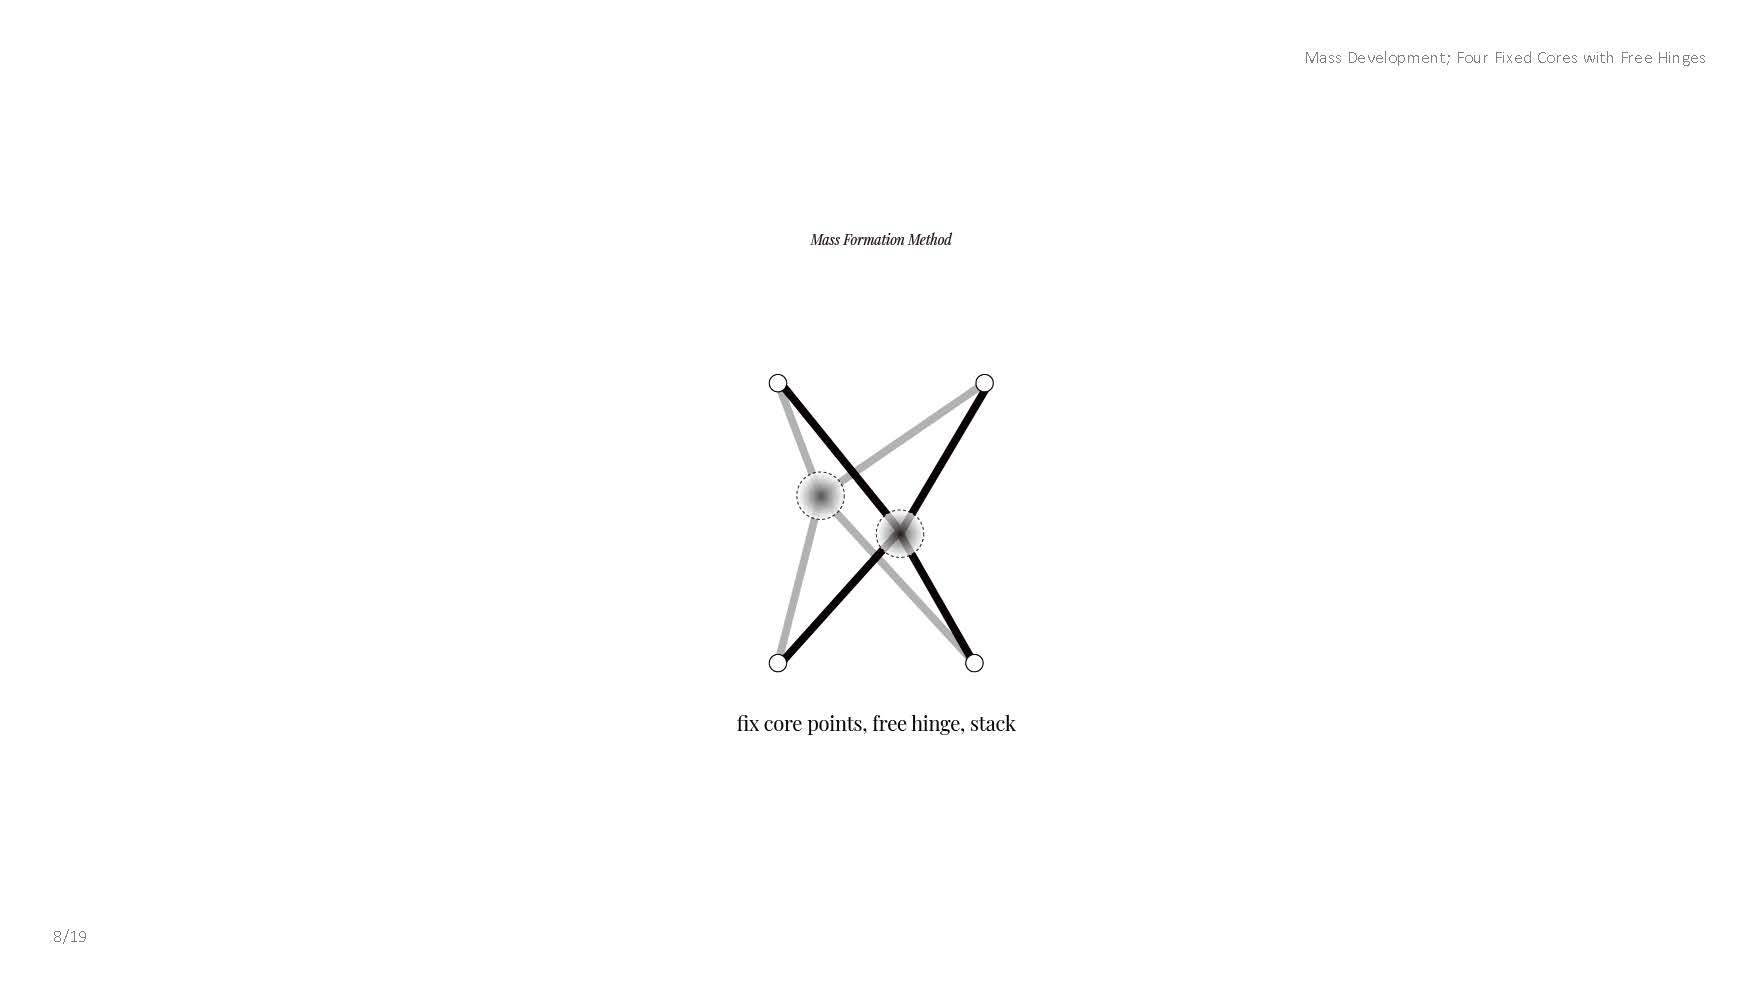 Mass Development; Four Fixed Cores with Free Hinges
Mass Formation Method
fix core points, free hinge, stack
8/19